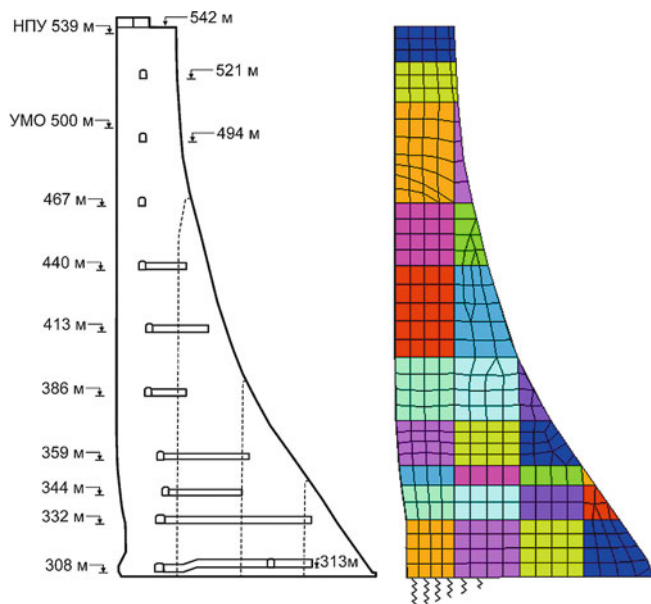 НПУ 539 м
542 м
521 м
УМО 500 м
494 м
467 м
440 м
413 м
386 м
359 м
344 м
332 м
308 м
313м